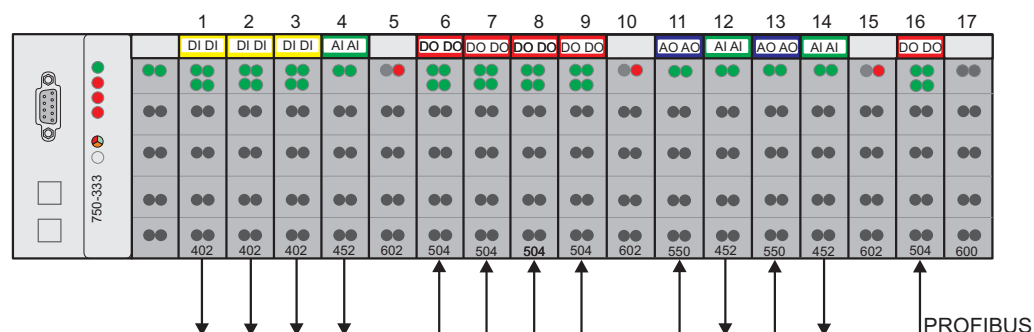 1 2 3 4 5 6 7 8 9 10 11 12 13 14 15 16 17
DI DI DI DI DI DI AI AI DO DO DO DO DO DO DO DO AO AO AI AI AO AO AI AI DO DO
750-333
402 402 402 452 602 504 504 504 504 602 550 452 550 452 602 504 600
PROFIBUS